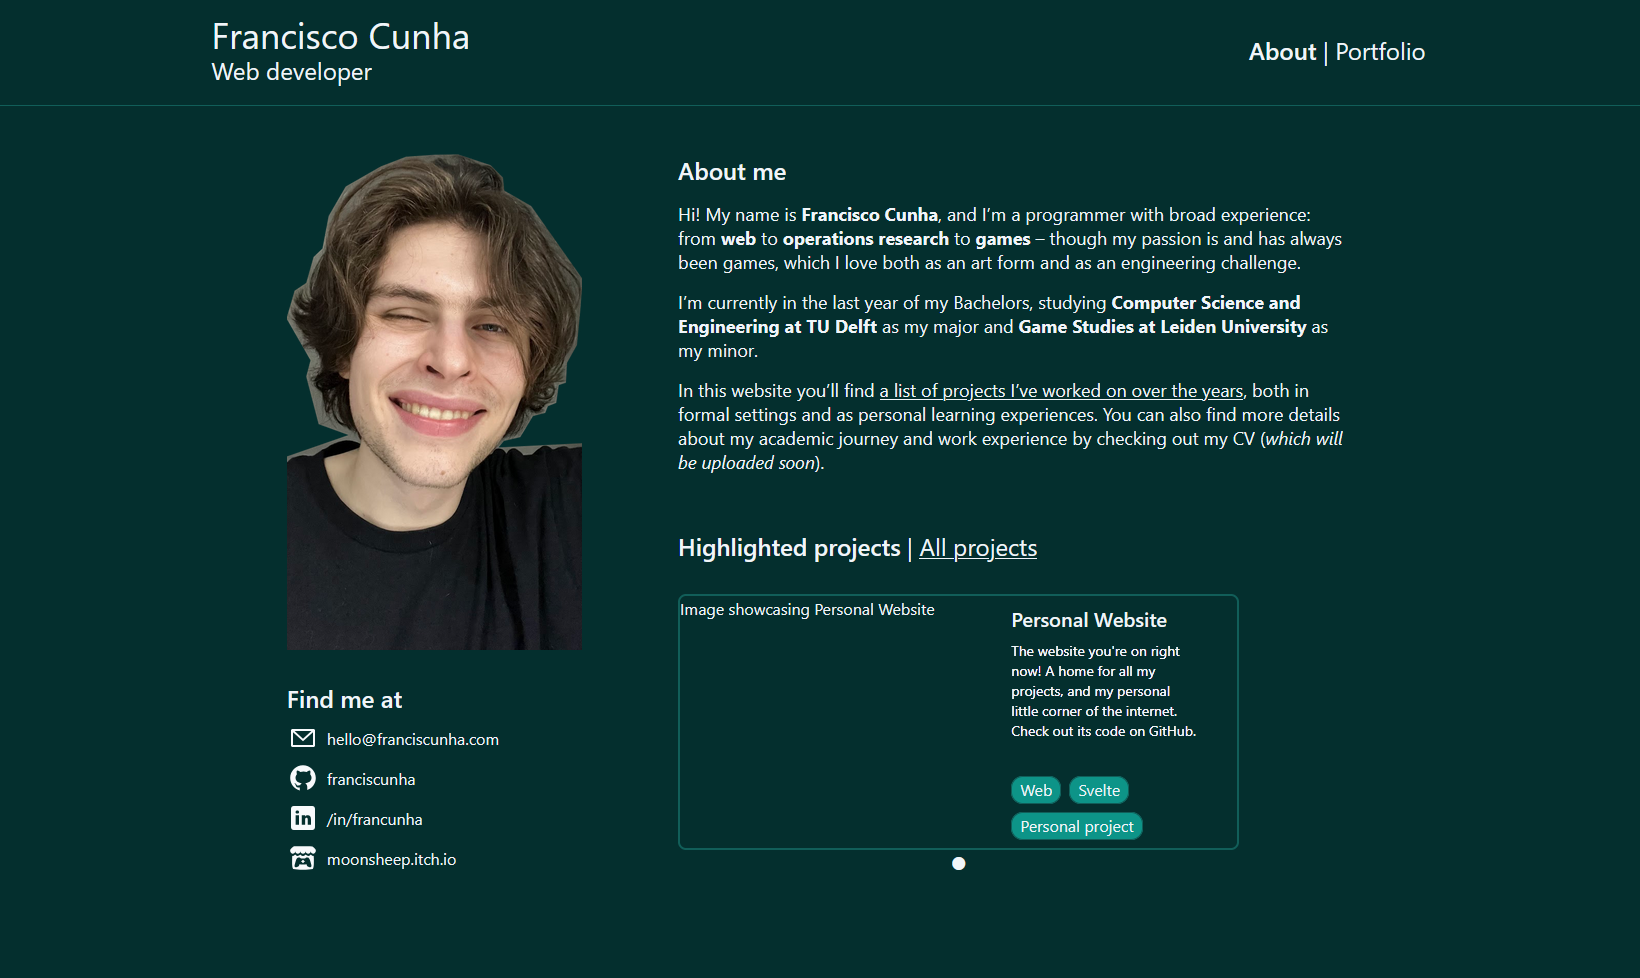 Francisco Cunha
Web developer
About | Portfolio
About me
Hi! My name is Francisco Cunha, and I’m a programmer with broad experience:
from web to operations research to games – though my passion is and has always
been games, which I love both as an art form and as an engineering challenge.
I’m currently in the last year of my Bachelors, studying Computer Science and
Engineering at TU Delft as my major and Game Studies at Leiden University as
my minor.
In this website you’ll find a list of projects I’ve worked on over the years, both in
formal settings and as personal learning experiences. You can also find more details
about my academic journey and work experience by checking out my CV (which will
be uploaded soon).
Find me at
hello@franciscunha.com
franciscunha
/in/francunha
moonsheep.itch.io
Highlighted projects | All projects
Image showcasing Personal Website
Personal Website
The website you're on right
now! A home for all my
projects, and my personal
little corner of the internet.
Check out its code on GitHub.
Web Svelte
Personal project